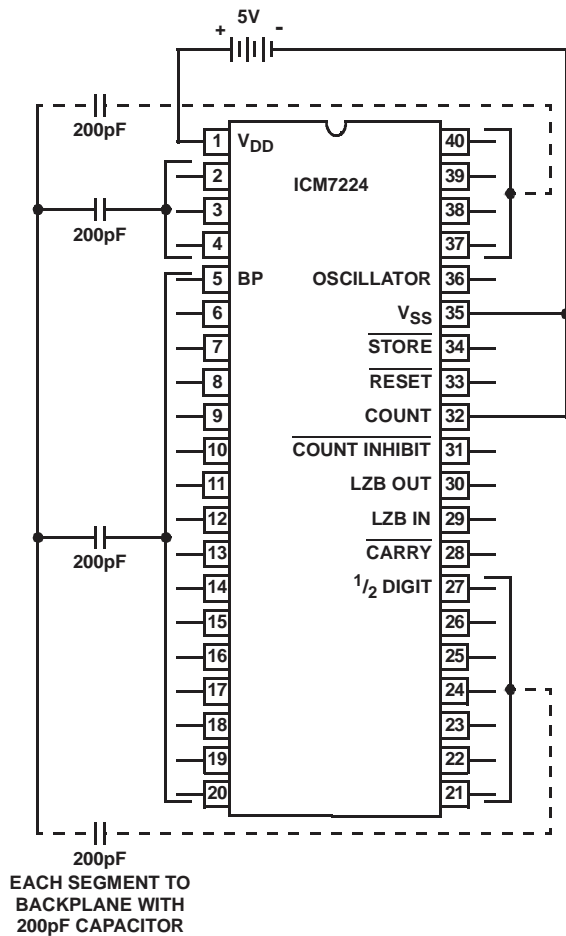 5V
+ -
200pF
1 V_DD
40
2
ICM7224
39
200pF
3
38
4
37
5 BP
OSCILLATOR 36
6
V_SS 35
7
STORE 34
8
RESET 33
9
COUNT 32
10
COUNT INHIBIT 31
11
LZB OUT 30
12
LZB IN 29
200pF
13
CARRY 28
14
1/2 DIGIT 27
15
26
16
25
17
24
18
23
19
22
20
21
200pF
EACH SEGMENT TO
BACKPLANE WITH
200pF CAPACITOR